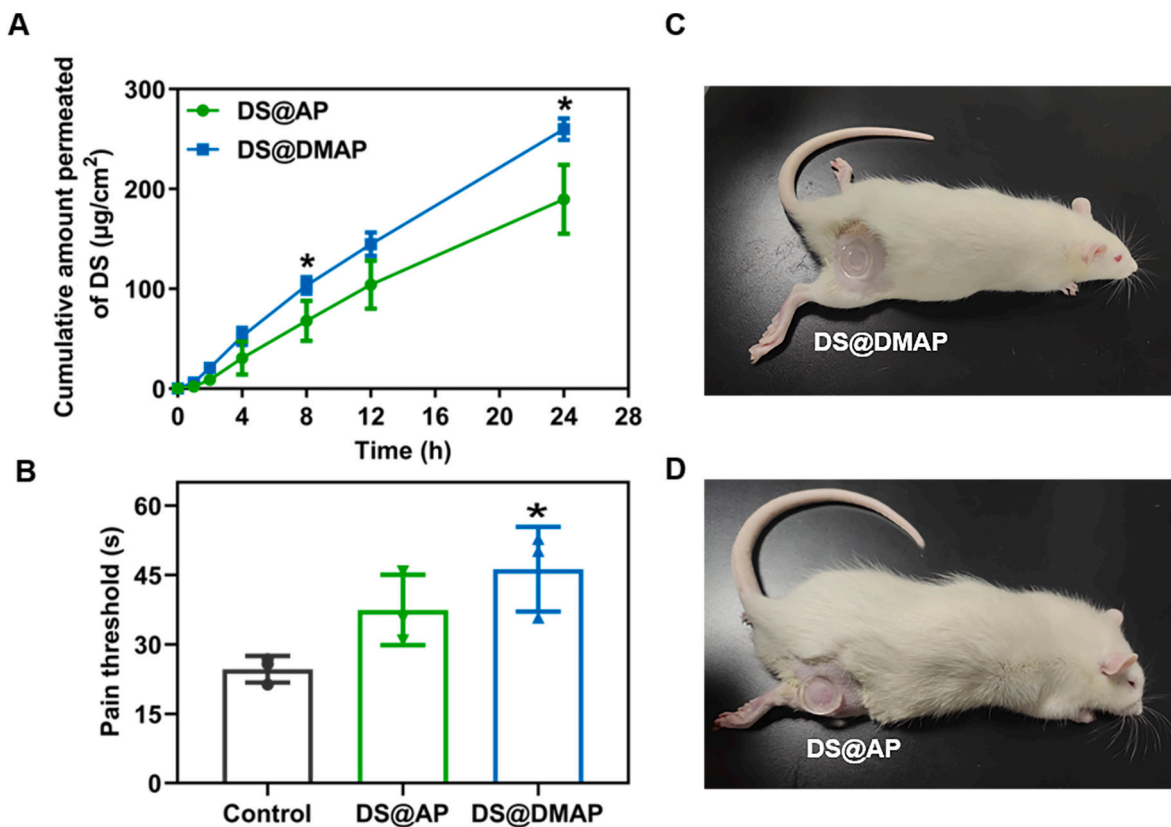 A
Cumulative amount permeated
of DS (µg/cm²)
300
200
100
0
DS@AP
DS@DMAP
*
*
0 4 8 12 16 20 24 28
Time (h)
B
Pain threshold (s)
60
45
30
15
0
*
Control DS@AP DS@DMAP
C
DS@DMAP
D
DS@AP